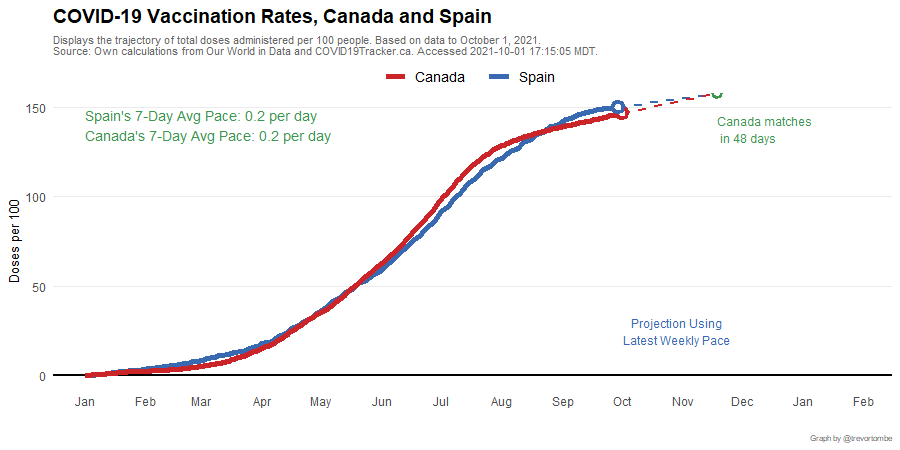 COVID-19 Vaccination Rates, Canada and Spain
Displays the trajectory of total doses administered per 100 people. Based on data to October 1, 2021.
Source: Own calculations from Our World in Data and COVID19Tracker.ca. Accessed 2021-10-01 17:15:05 MDT.
Canada Spain
Spain's 7-Day Avg Pace: 0.2 per day
Canada's 7-Day Avg Pace: 0.2 per day
Canada matches
in 48 days
Projection Using
Latest Weekly Pace
Doses per 100
150
100
50
0
Jan Feb Mar Apr May Jun Jul Aug Sep Oct Nov Dec Jan Feb
Graph by @trevortombe